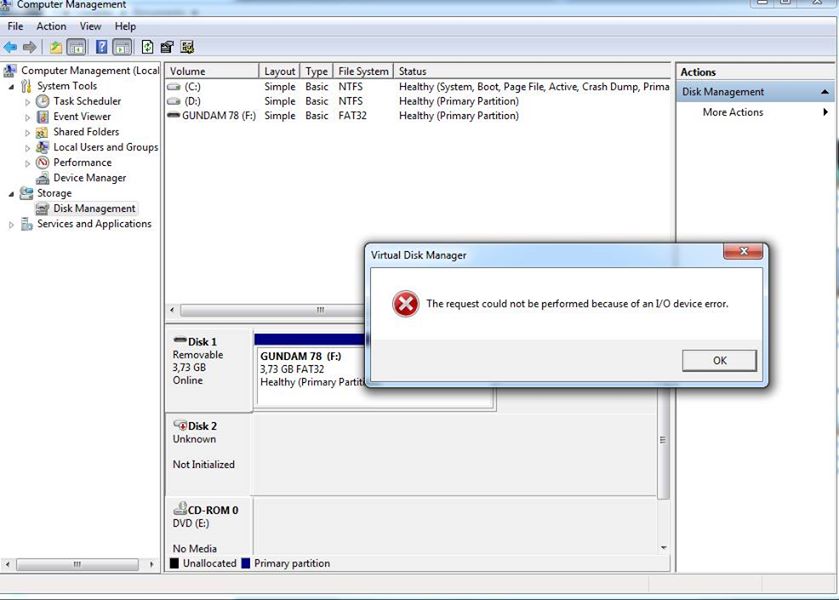 Computer Management
File Action View Help
Computer Management (Local
System Tools
Task Scheduler
Event Viewer
Shared Folders
Local Users and Groups
Performance
Device Manager
Storage
Disk Management
Services and Applications
Volume Layout Type File System Status
(C:) Simple Basic NTFS Healthy (System, Boot, Page File, Active, Crash Dump, Prima
(D:) Simple Basic NTFS Healthy (Primary Partition)
GUNDAM 78 (F:) Simple Basic FAT32 Healthy (Primary Partition)
Actions
Disk Management
More Actions
Virtual Disk Manager
The request could not be performed because of an I/O device error.
OK
Disk 1
Removable
3,73 GB
Online
GUNDAM 78 (F:)
3,73 GB FAT32
Healthy (Primary Partiti
Disk 2
Unknown
Not Initialized
CD-ROM 0
DVD (E:)
No Media
Unallocated Primary partition